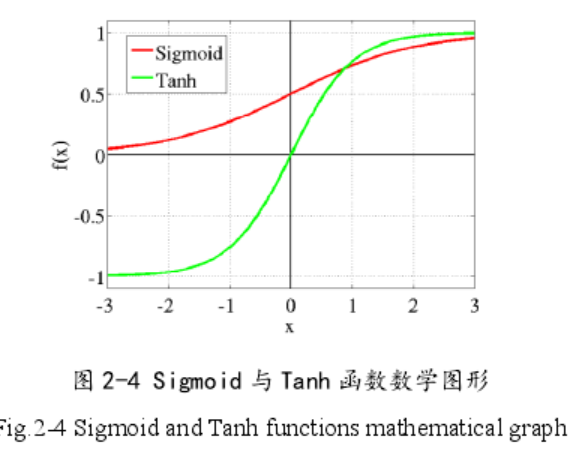 1
Sigmoid
Tanh
0.5
f(x)
0
-0.5
-1
-3 -2 -1 0 1 2 3
x
图 2-4 Sigmoid 与 Tanh 函数数学图形
Fig.2-4 Sigmoid and Tanh functions mathematical graph